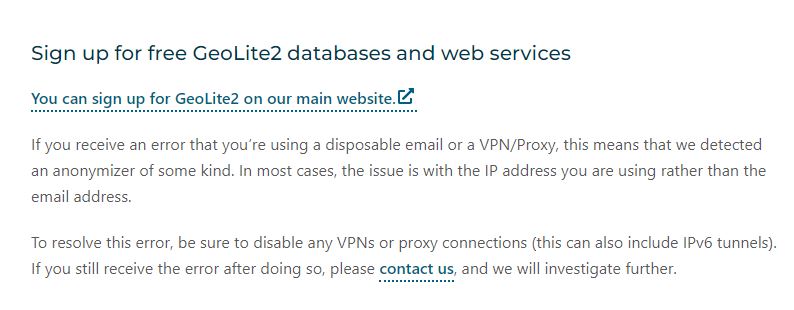 Sign up for free GeoLite2 databases and web services
You can sign up for GeoLite2 on our main website.
If you receive an error that you’re using a disposable email or a VPN/Proxy, this means that we detected
an anonymizer of some kind. In most cases, the issue is with the IP address you are using rather than the
email address.
To resolve this error, be sure to disable any VPNs or proxy connections (this can also include IPv6 tunnels).
If you still receive the error after doing so, please contact us, and we will investigate further.